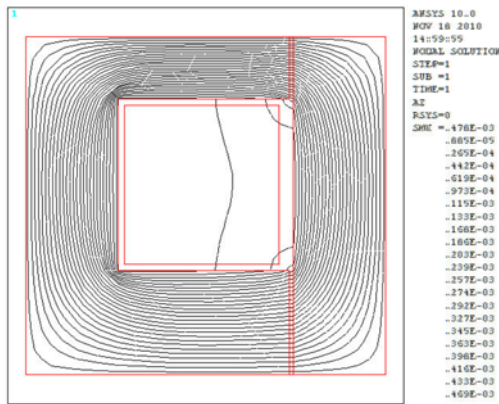 1
ANSYS 10.0
NOV 18 2010
14:59:55
NODAL SOLUTION
STEP=1
SUB =1
TIME=1
AZ
RSYS=0
SMX =.478E-03
.885E-05
.265E-04
.442E-04
.619E-04
.973E-04
.115E-03
.133E-03
.168E-03
.186E-03
.203E-03
.239E-03
.257E-03
.274E-03
.292E-03
.327E-03
.345E-03
.363E-03
.398E-03
.416E-03
.433E-03
.469E-03